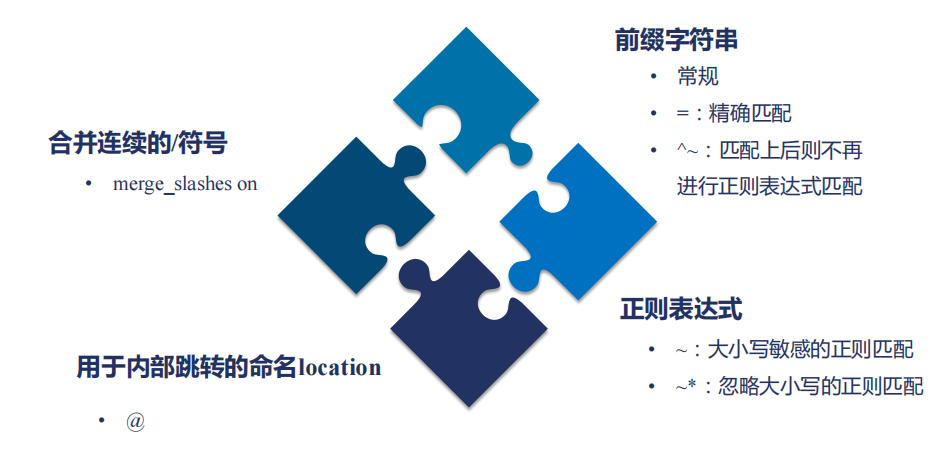 前缀字符串
• 常规
• =：精确匹配
• ^~：匹配上后则不再
进行正则表达式匹配
合并连续的/符号
• merge_slashes on
正则表达式
• ~：大小写敏感的正则匹配
• ~*：忽略大小写的正则匹配
用于内部跳转的命名location
• @